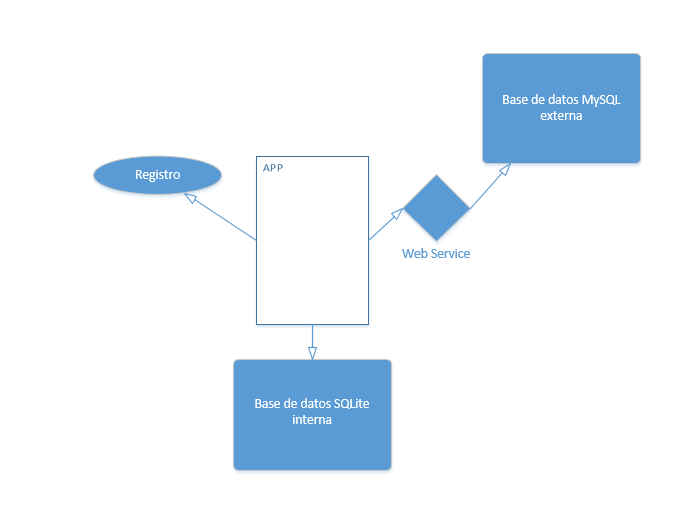 Base de datos MySQL
externa
Registro
APP
Web Service
Base de datos SQLite
interna